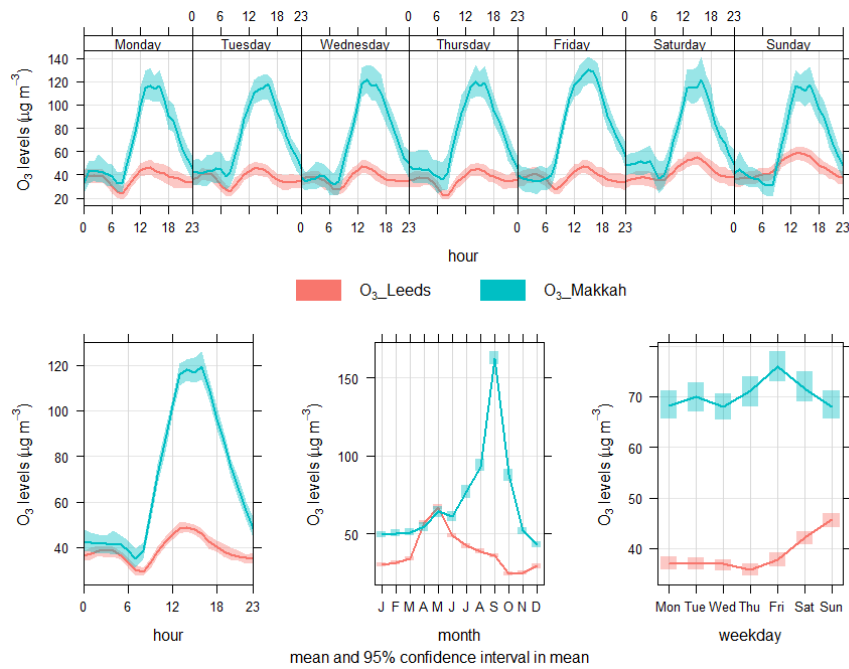 0 6 12 18 23 0 6 12 18 23 0 6 12 18 23
Monday Tuesday Wednesday Thursday Friday Saturday Sunday
O₃ levels (µg m⁻³)
140
120
100
80
60
40
20
0 6 12 18 23 0 6 12 18 23 0 6 12 18 23 0 6 12 18 23
hour
O₃_Leeds O₃_Makkah
O₃ levels (µg m⁻³)
120
100
80
60
40
0 6 12 18 23
hour
O₃ levels (µg m⁻³)
150
100
50
J F M A M J J A S O N D
month
O₃ levels (µg m⁻³)
70
60
50
40
Mon Tue Wed Thu Fri Sat Sun
weekday
mean and 95% confidence interval in mean